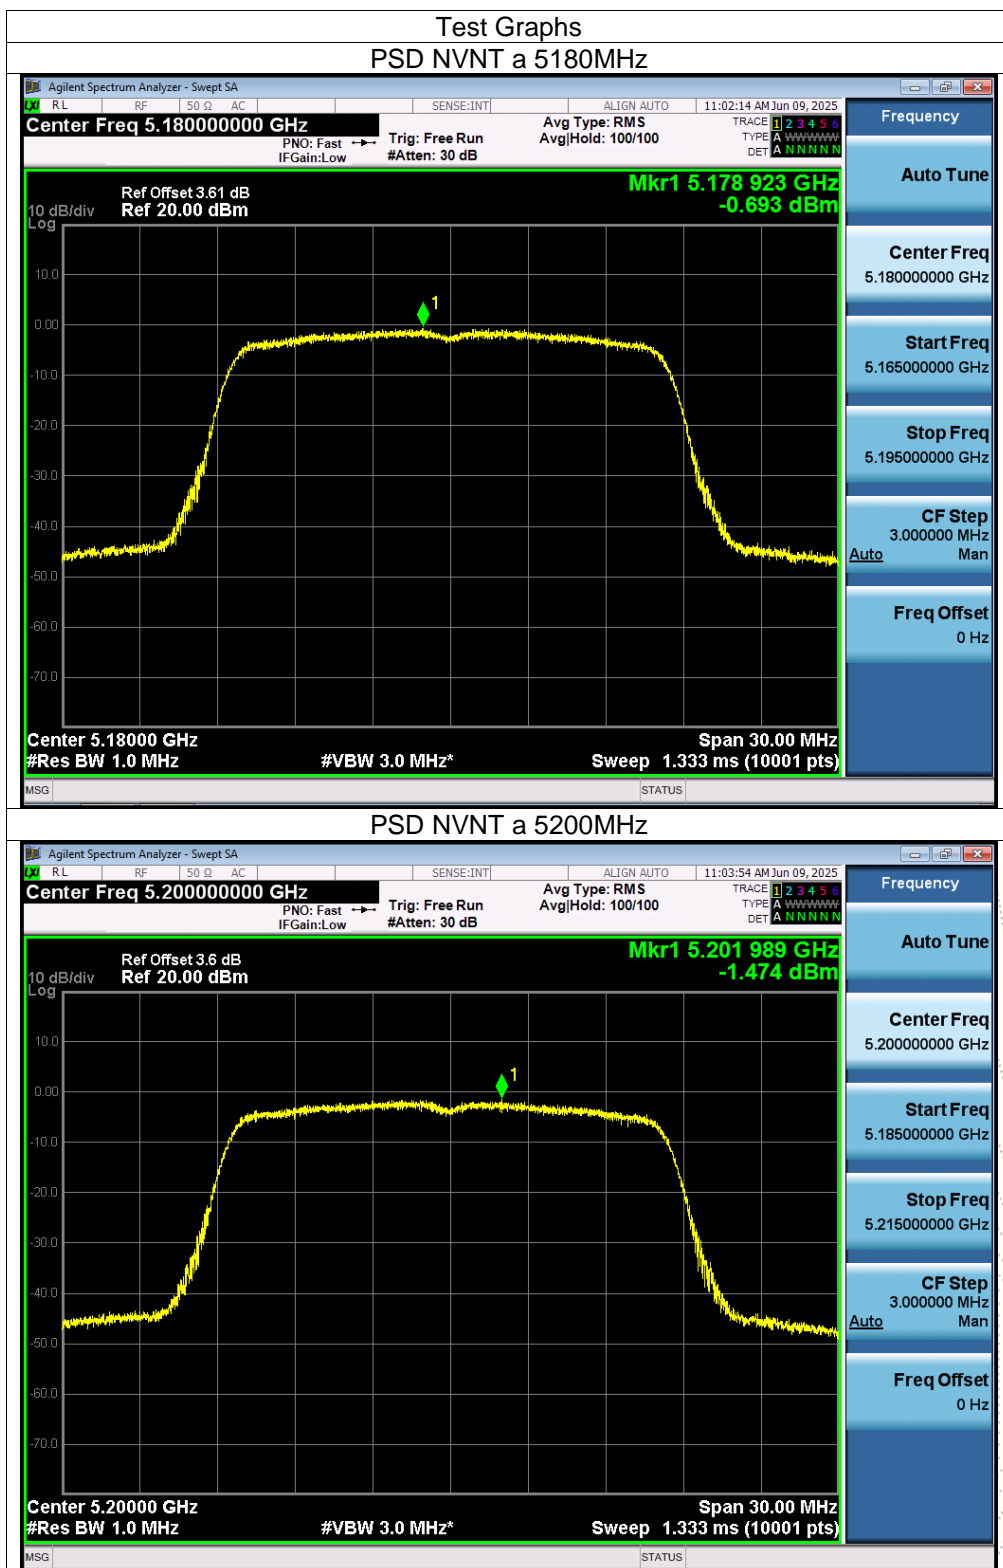 Test Graphs
PSD NVNT a 5180MHz
Agilent Spectrum Analyzer - Swept SA
LXI RL RF 50 Ω AC SENSE:INT ALIGN AUTO 11:02:14 AM Jun 09, 2025
Center Freq 5.180000000 GHz
PNO: Fast
IFGain:Low
Trig: Free Run
#Atten: 30 dB
Avg Type: RMS
Avg|Hold: 100/100
TRACE 1 2 3 4 5 6
TYPE A WWWWW
DET A N N N N N
Frequency
Mkr1 5.178 923 GHz
-0.693 dBm
Ref Offset 3.61 dB
10 dB/div Ref 20.00 dBm
Log
1
10.0
0.00
-10.0
-20.0
-30.0
-40.0
-50.0
-60.0
-70.0
Center 5.18000 GHz Span 30.00 MHz
#Res BW 1.0 MHz #VBW 3.0 MHz* Sweep 1.333 ms (10001 pts)
Auto Tune
Center Freq
5.180000000 GHz
Start Freq
5.165000000 GHz
Stop Freq
5.195000000 GHz
CF Step
3.000000 MHz
Auto Man
Freq Offset
0 Hz
MSG STATUS
PSD NVNT a 5200MHz
Agilent Spectrum Analyzer - Swept SA
LXI RL RF 50 Ω AC SENSE:INT ALIGN AUTO 11:03:54 AM Jun 09, 2025
Center Freq 5.200000000 GHz
PNO: Fast
IFGain:Low
Trig: Free Run
#Atten: 30 dB
Avg Type: RMS
Avg|Hold: 100/100
TRACE 1 2 3 4 5 6
TYPE A WWWWW
DET A N N N N N
Frequency
Mkr1 5.201 989 GHz
-1.474 dBm
Ref Offset 3.6 dB
10 dB/div Ref 20.00 dBm
Log
1
10.0
0.00
-10.0
-20.0
-30.0
-40.0
-50.0
-60.0
-70.0
Center 5.20000 GHz Span 30.00 MHz
#Res BW 1.0 MHz #VBW 3.0 MHz* Sweep 1.333 ms (10001 pts)
Auto Tune
Center Freq
5.200000000 GHz
Start Freq
5.185000000 GHz
Stop Freq
5.215000000 GHz
CF Step
3.000000 MHz
Auto Man
Freq Offset
0 Hz
MSG STATUS